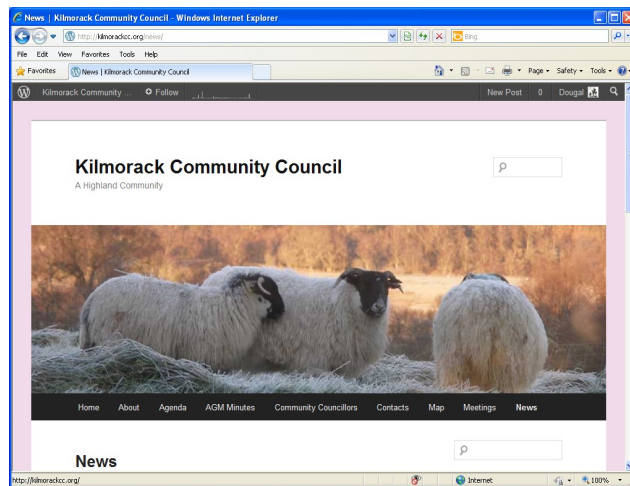 News | Kilmorack Community Council - Windows Internet Explorer
http://kilmorackcc.org/news/
Bing
File Edit View Favorites Tools Help
Favorites News | Kilmorack Community Council Page Safety Tools
Kilmorack Community ... Follow New Post 0 Dougal
Kilmorack Community Council
A Highland Community
Home About Agenda AGM Minutes Community Councillors Contacts Map Meetings News
News
http://kilmorackcc.org/ Internet 100%